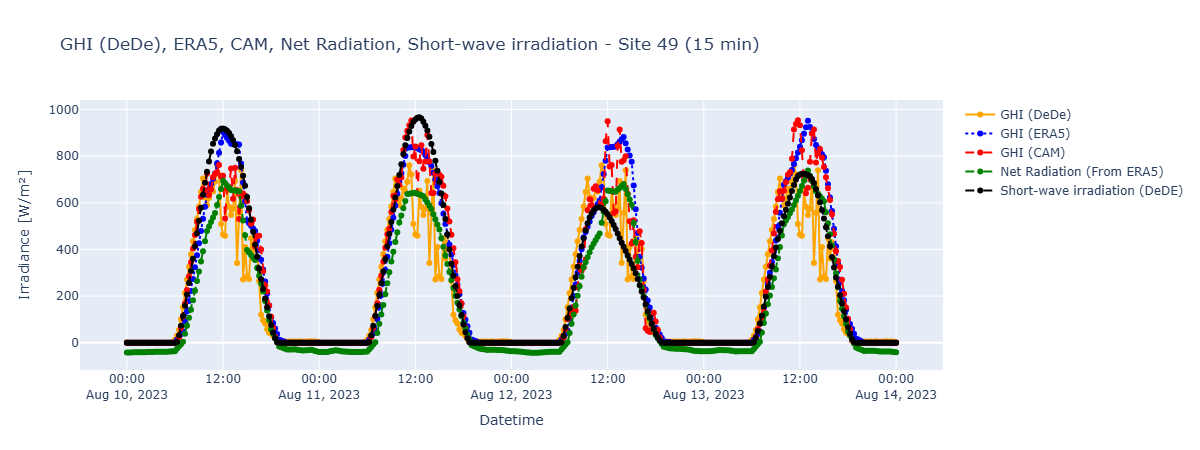 GHI (DeDe), ERA5, CAM, Net Radiation, Short-wave irradiation - Site 49 (15 min)
1000
800
600
400
200
0
Irradiance [W/m²]
00:00 12:00 00:00 12:00 00:00 12:00 00:00 12:00 00:00
Aug 10, 2023 Aug 11, 2023 Aug 12, 2023 Aug 13, 2023 Aug 14, 2023
Datetime
GHI (DeDe)
GHI (ERA5)
GHI (CAM)
Net Radiation (From ERA5)
Short-wave irradiation (DeDE)